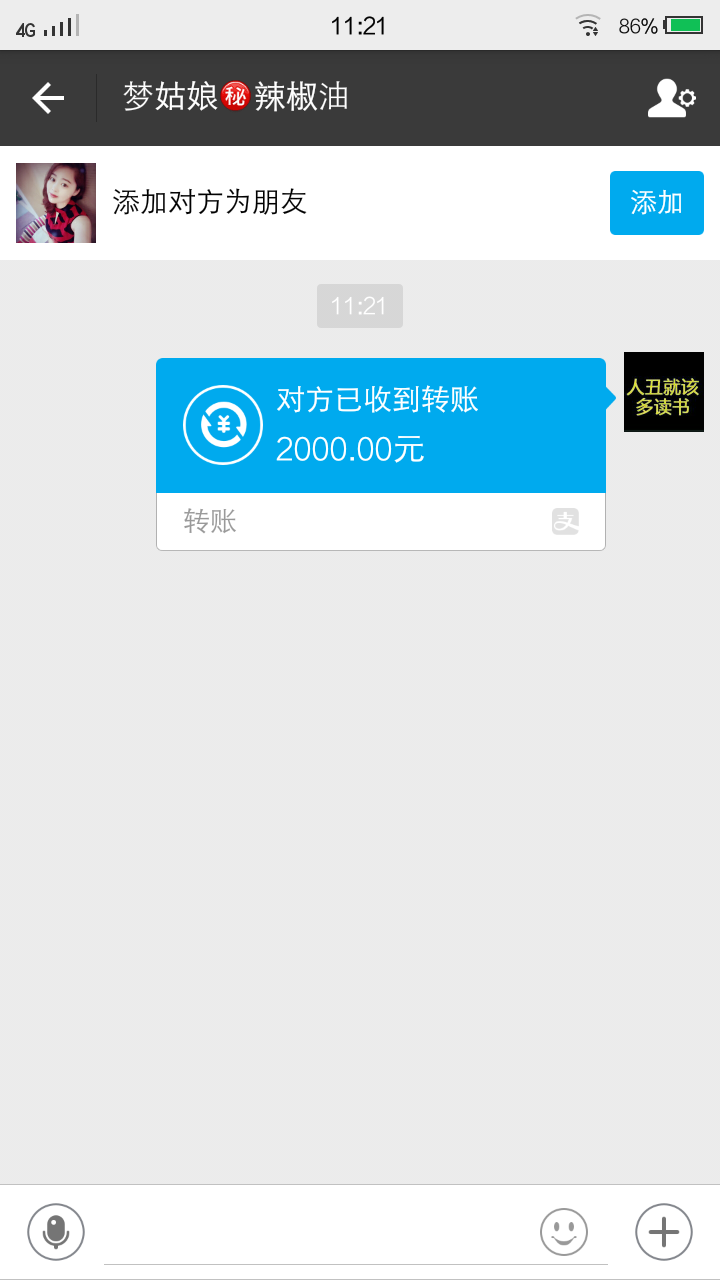 4G 11:21 86%
梦姑娘㊙辣椒油
添加对方为朋友 添加
11:21
对方已收到转账
2000.00元
转账 支
人丑就该
多读书